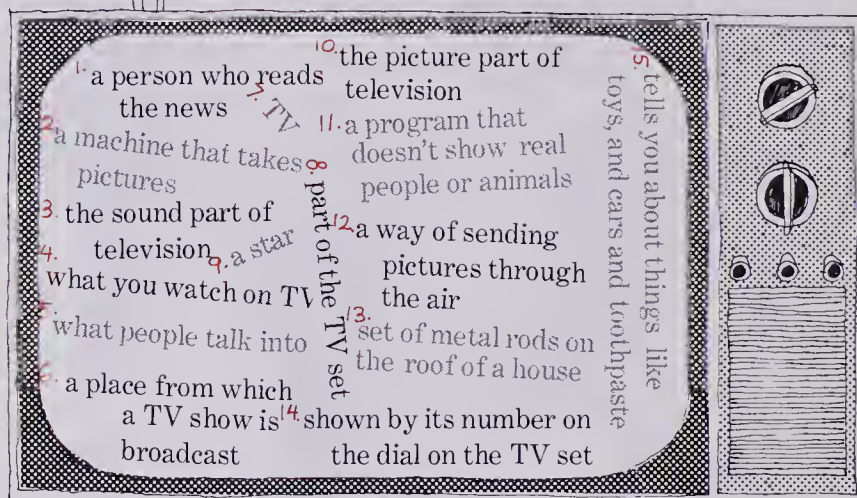 1. a person who reads
the news
2. a machine that takes
pictures
3. the sound part of
television
4. what you watch on TV
5. what people talk into
6. a place from which
a TV show is
broadcast
7. TV
8. part of the TV set
9. a star
10. the picture part of
television
11. a program that
doesn't show real
people or animals
12. a way of sending
pictures through
the air
13. set of metal rods on
the roof of a house
14. shown by its number on
the dial on the TV set
15. tells you about things like
toys, and cars and toothpaste